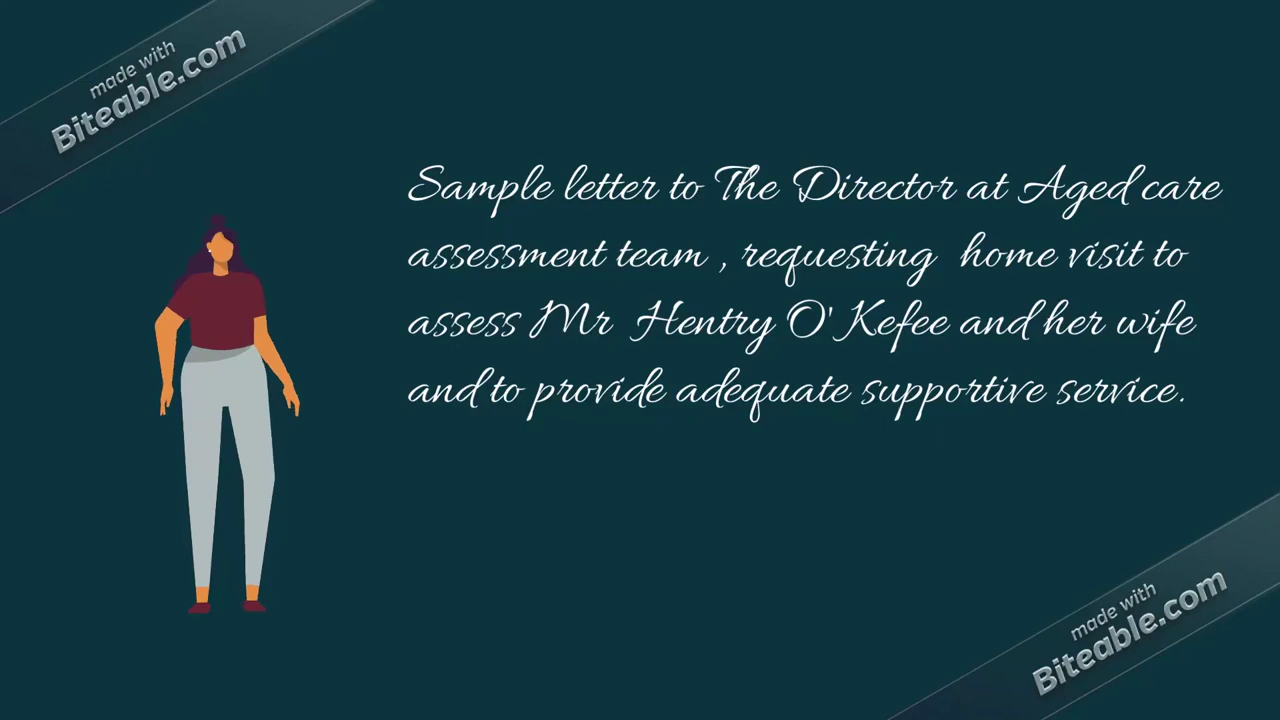 made with
Biteable.com
Sample letter to The Director at Aged care
assessment team , requesting home visit to
assess Mr Hentry O' Kefee and her wife
and to provide adequate supportive service.
made with
Biteable.com